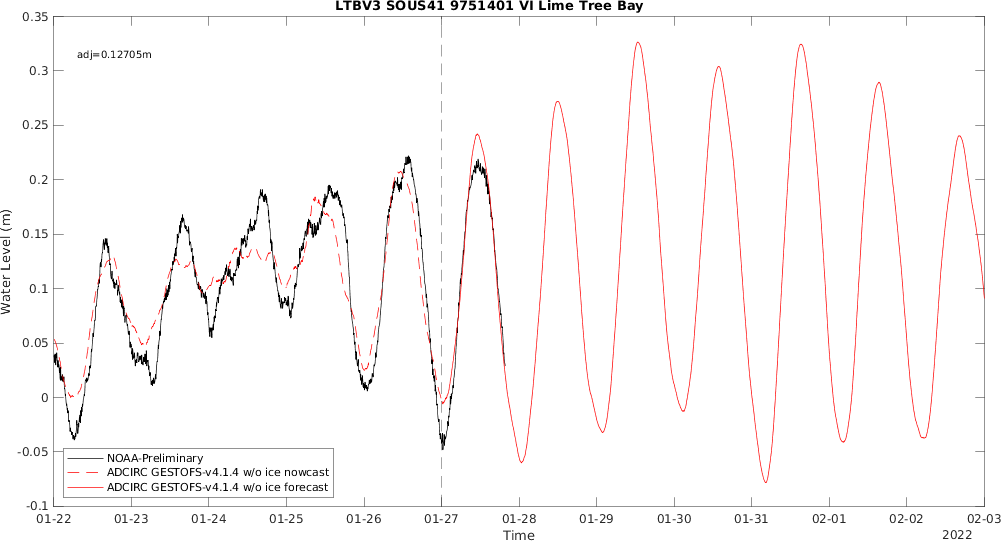 LTBV3 SOUS41 9751401 VI Lime Tree Bay
adj=0.12705m
0.35
0.3
0.25
0.2
0.15
0.1
0.05
0
-0.05
-0.1
Water Level (m)
NOAA-Preliminary
ADCIRC GESTOFS-v4.1.4 w/o ice nowcast
ADCIRC GESTOFS-v4.1.4 w/o ice forecast
01-22 01-23 01-24 01-25 01-26 01-27 01-28 01-29 01-30 01-31 02-01 02-02 02-03
Time
2022